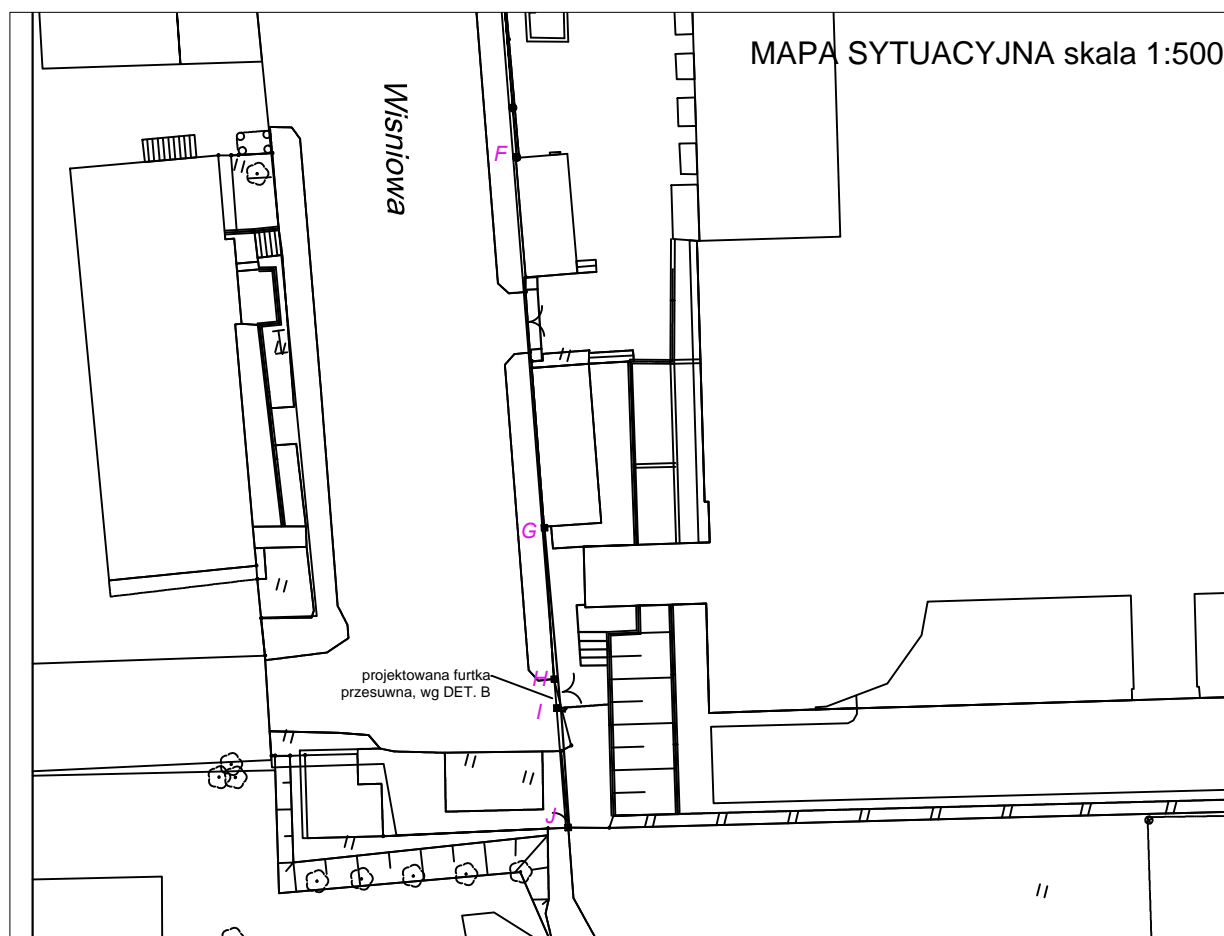 MAPA SYTUACYJNA skala 1:500
Wisniowa
F
G
H
projektowana furtka
przesuwna, wg DET. B
I
J